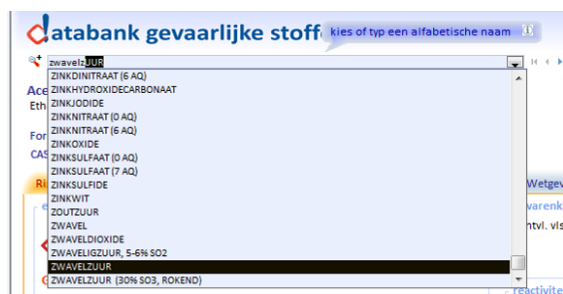 databank gevaarlijke stoff
kies of typ een alfabetische naam
zwavelzUUR
Ace
ZINKDINITRAAT (6 AQ)
ZINKHYDROXIDECARBONAAT
Eth
ZINKJODIDE
ZINKNITRAAT (0 AQ)
For
ZINKNITRAAT (6 AQ)
ZINKOXIDE
CAS
ZINKSULFAAT (0 AQ)
ZINKSULFAAT (7 AQ)
Ri
ZINKSULFIDE
Wetgev
ZINKWIT
e
varenk
ZOUTZUUR
ZWAVEL
ntvl. vls
ZWAVELDIOXIDE
ZWAVELIGZUUR, 5-6% SO2
ZWAVELZUUR
G
ZWAVELZUUR (30% SO3, ROKEND)
reactivite